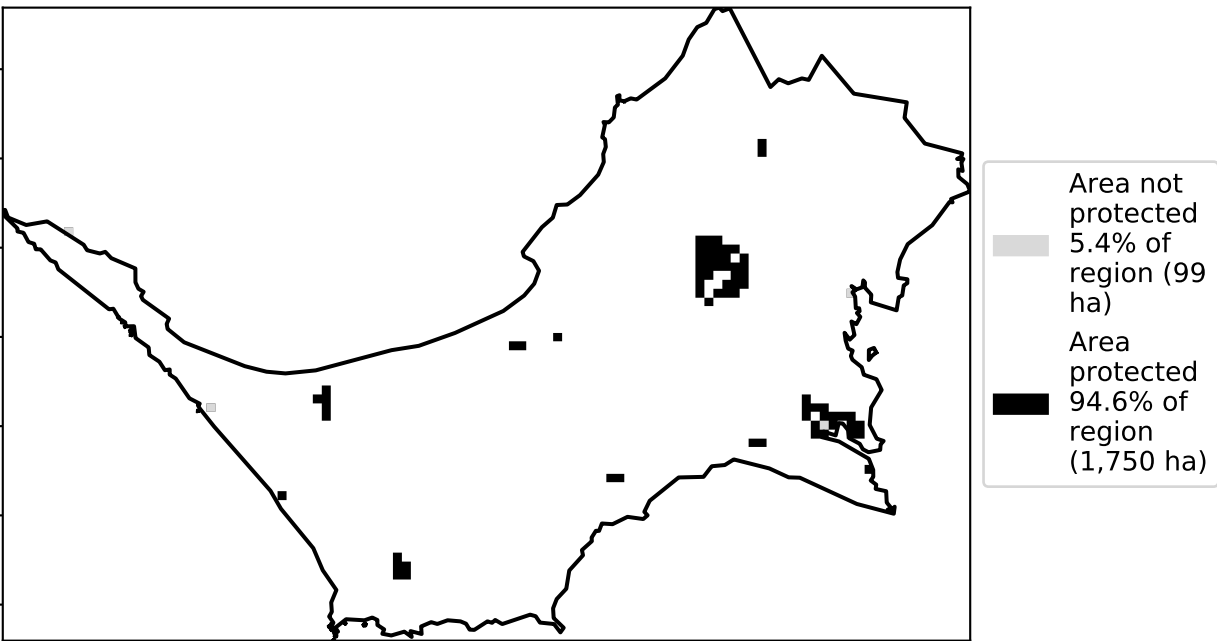 Area not
protected
5.4% of
region (99
ha)
Area
protected
94.6% of
region
(1,750 ha)